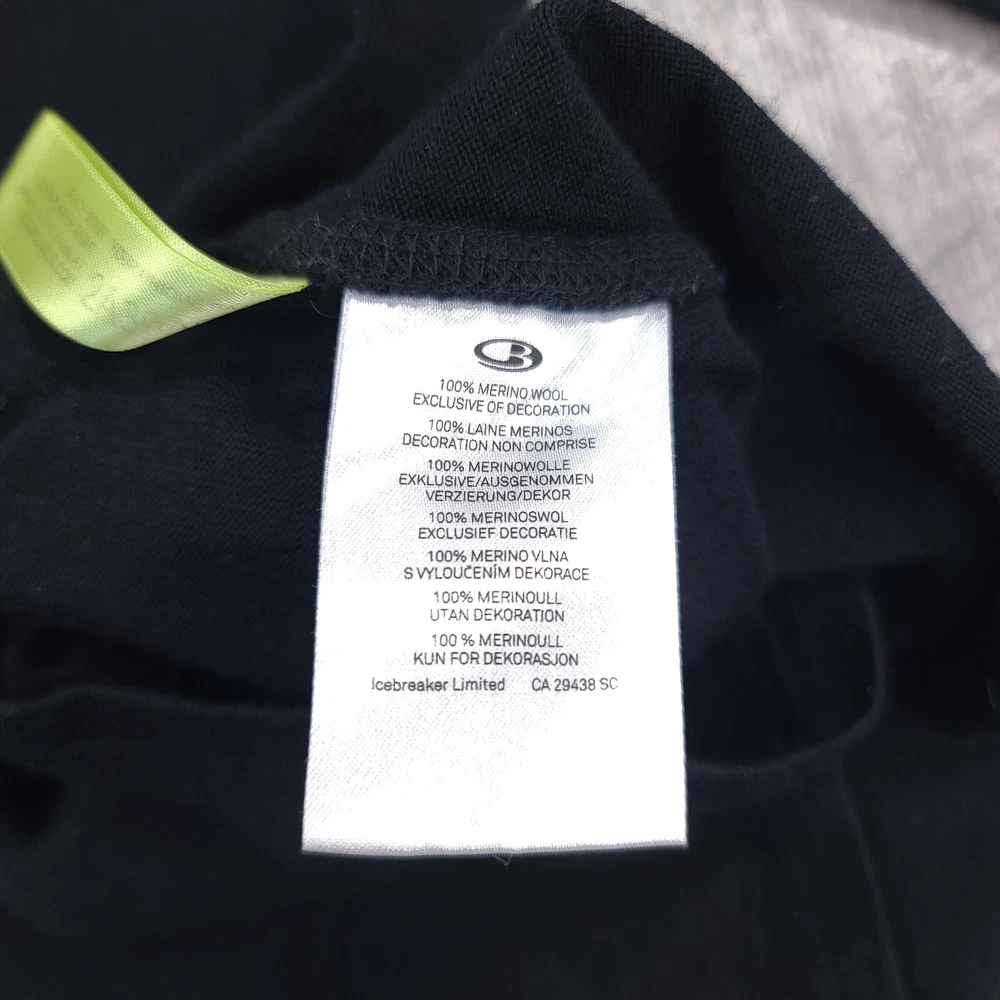 100% MERINO WOOL
EXCLUSIVE OF DECORATION
100% LAINE MERINOS
DECORATION NON COMPRISE
100% MERINOWOLLE
EXKLUSIVE/AUSGENOMMEN
VERZIERUNG/DEKOR
100% MERINOSWOL
EXCLUSIEF DECORATIE
100% MERINO VLNA
S VYLOUČENÍM DEKORACE
100% MERINOULL
UTAN DEKORATION
100 % MERINOULL
KUN FOR DEKORASJON
Icebreaker Limited CA 29438 SC